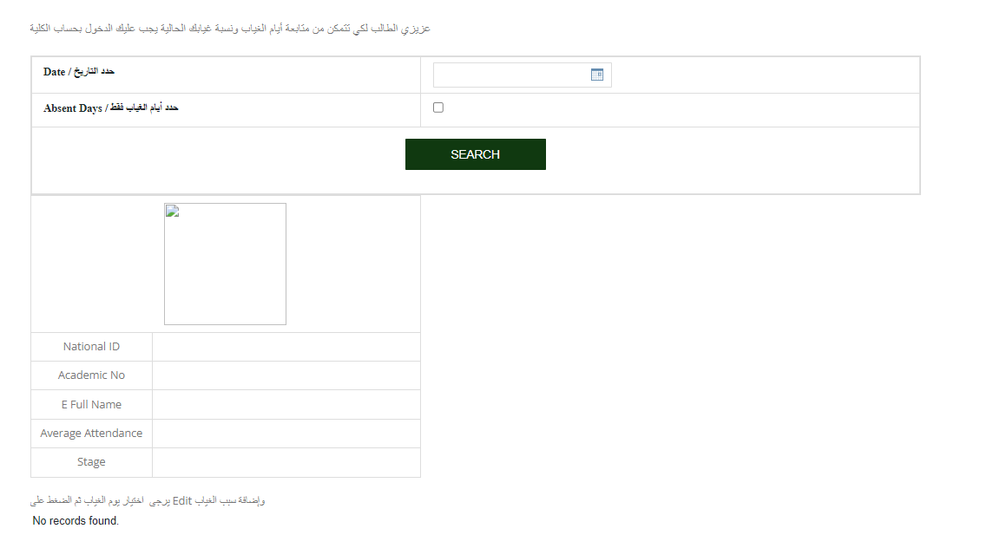 عزيزي الطالب لكي تتمكن من متابعة أيام الغياب ونسبة غيابك الحالية يجب عليك الدخول بحساب الكلية
Date / حدد التاريخ
Absent Days / حدد أيام الغياب فقط
SEARCH
National ID
Academic No
E Full Name
Average Attendance
Stage
يرجى اختيار يوم الغياب ثم الضغط على Edit وإضافة سبب الغياب
No records found.